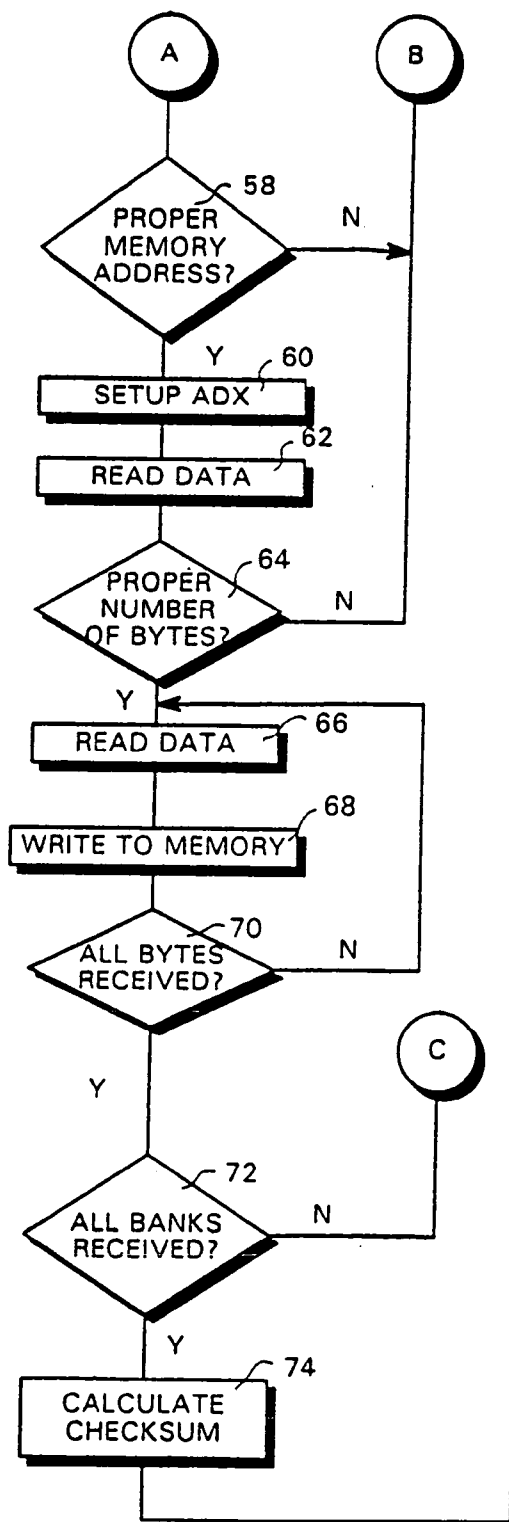 A
B
58
PROPER
MEMORY
ADDRESS?
N
Y
60
SETUP ADX
62
READ DATA
64
PROPER
NUMBER
OF BYTES?
N
Y
66
READ DATA
68
WRITE TO MEMORY
70
ALL BYTES
RECEIVED?
N
C
Y
72
ALL BANKS
RECEIVED?
N
Y
74
CALCULATE
CHECKSUM